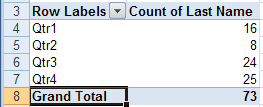 3 Row Labels Count of Last Name
4 Qtr1 16
5 Qtr2 8
6 Qtr3 24
7 Qtr4 25
8 Grand Total 73